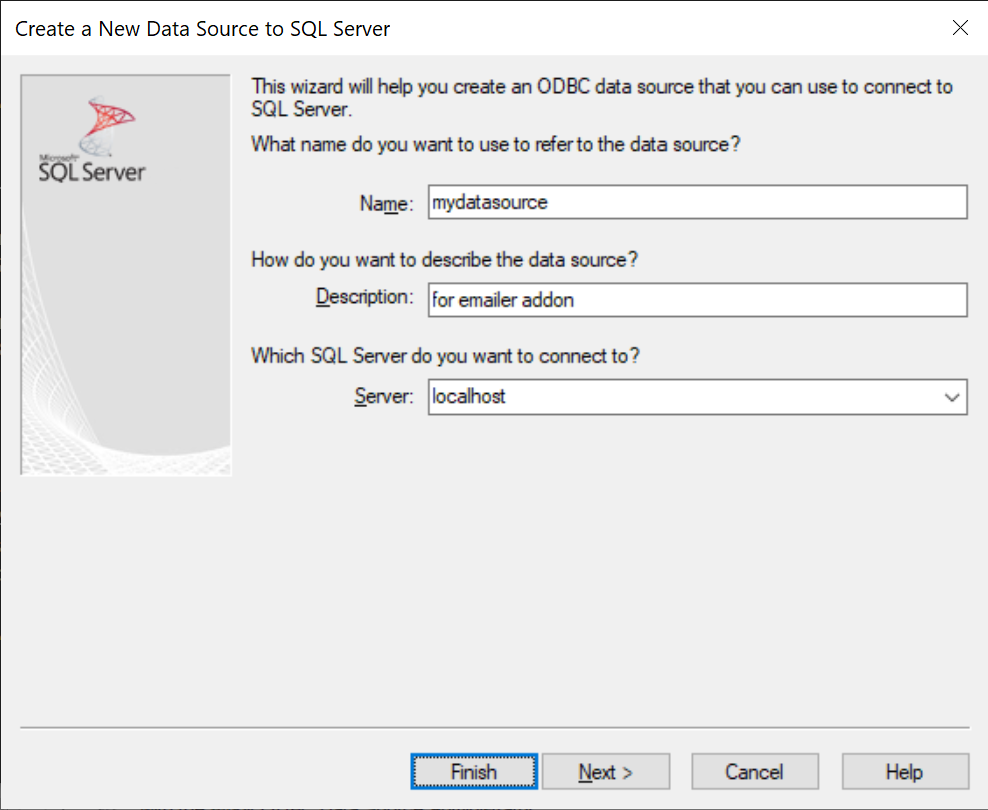 Create a New Data Source to SQL Server
Microsoft
SQL Server
This wizard will help you create an ODBC data source that you can use to connect to
SQL Server.
What name do you want to use to refer to the data source?
Name: mydatasource
How do you want to describe the data source?
Description: for emailer addon
Which SQL Server do you want to connect to?
Server: localhost
Finish Next > Cancel Help